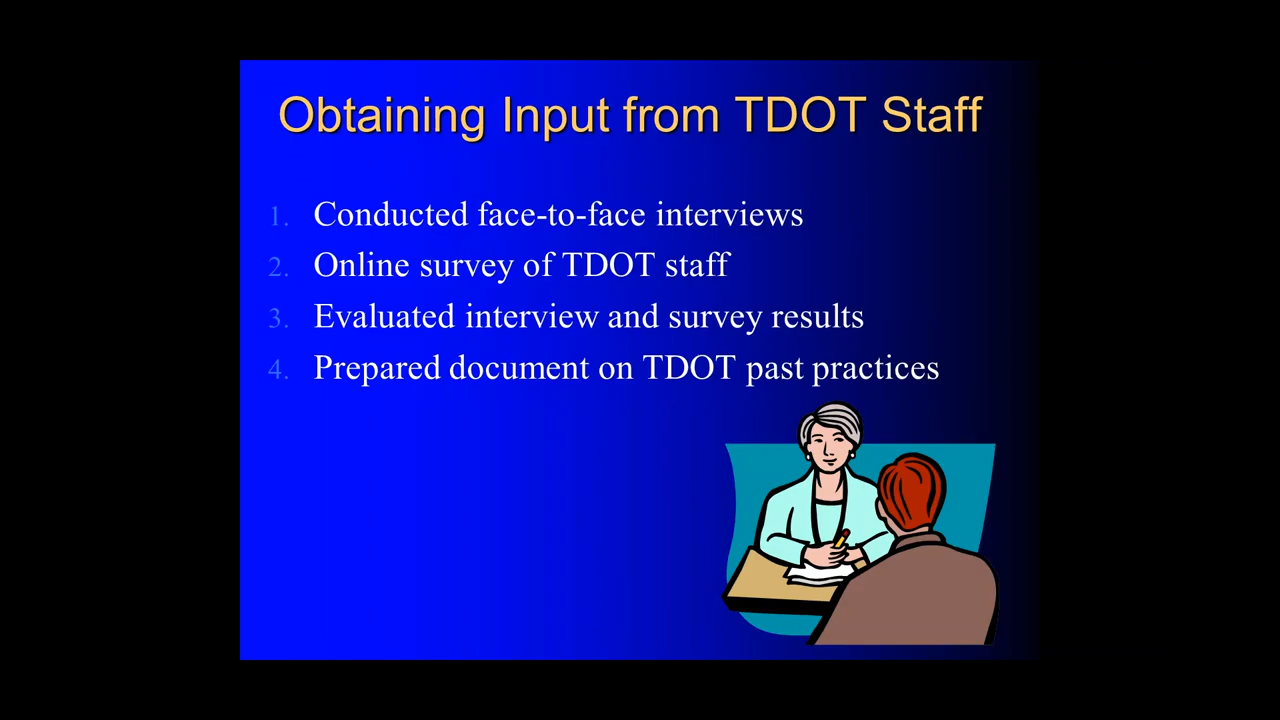 Obtaining Input from TDOT Staff
1. Conducted face-to-face interviews
2. Online survey of TDOT staff
3. Evaluated interview and survey results
4. Prepared document on TDOT past practices